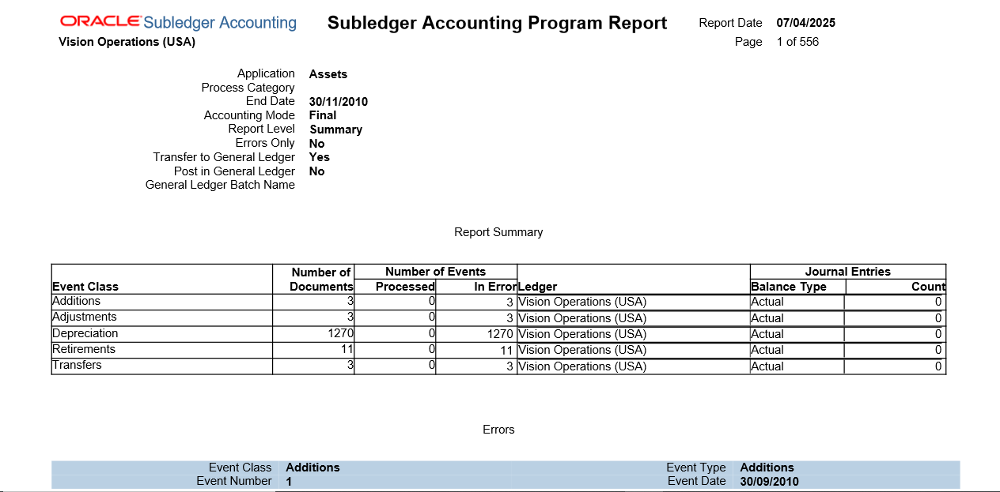 ORACLE Subledger Accounting Subledger Accounting Program Report Report Date 07/04/2025
Vision Operations (USA) Page 1 of 556
Application Assets
Process Category
End Date 30/11/2010
Accounting Mode Final
Report Level Summary
Errors Only No
Transfer to General Ledger Yes
Post in General Ledger No
General Ledger Batch Name
Report Summary
Number of Number of Events Journal Entries
Event Class Documents Processed In Error Ledger Balance Type Count
Additions 3 0 3 Vision Operations (USA) Actual 0
Adjustments 3 0 3 Vision Operations (USA) Actual 0
Depreciation 1270 0 1270 Vision Operations (USA) Actual 0
Retirements 11 0 11 Vision Operations (USA) Actual 0
Transfers 3 0 3 Vision Operations (USA) Actual 0
Errors
Event Class Additions Event Type Additions
Event Number 1 Event Date 30/09/2010